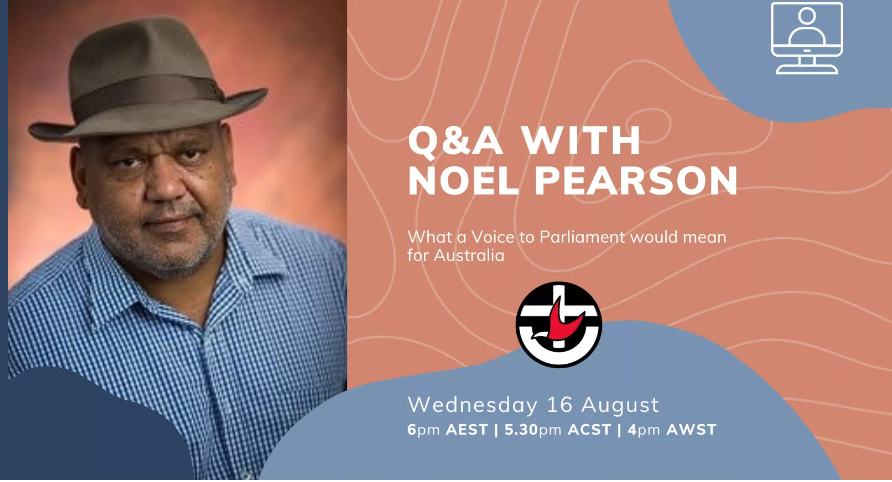 Q&A WITH
NOEL PEARSON
What a Voice to Parliament would mean
for Australia
Wednesday 16 August
6pm AEST | 5.30pm ACST | 4pm AWST